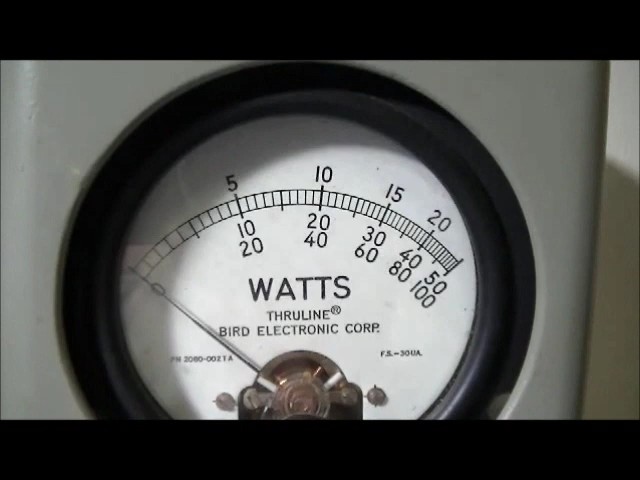 5 10 15 20
10 20 30 40 50
20 40 60 80 100
0
WATTS
THRULINE®
BIRD ELECTRONIC CORP.
PN 2080-0021A F.S.-30UA.